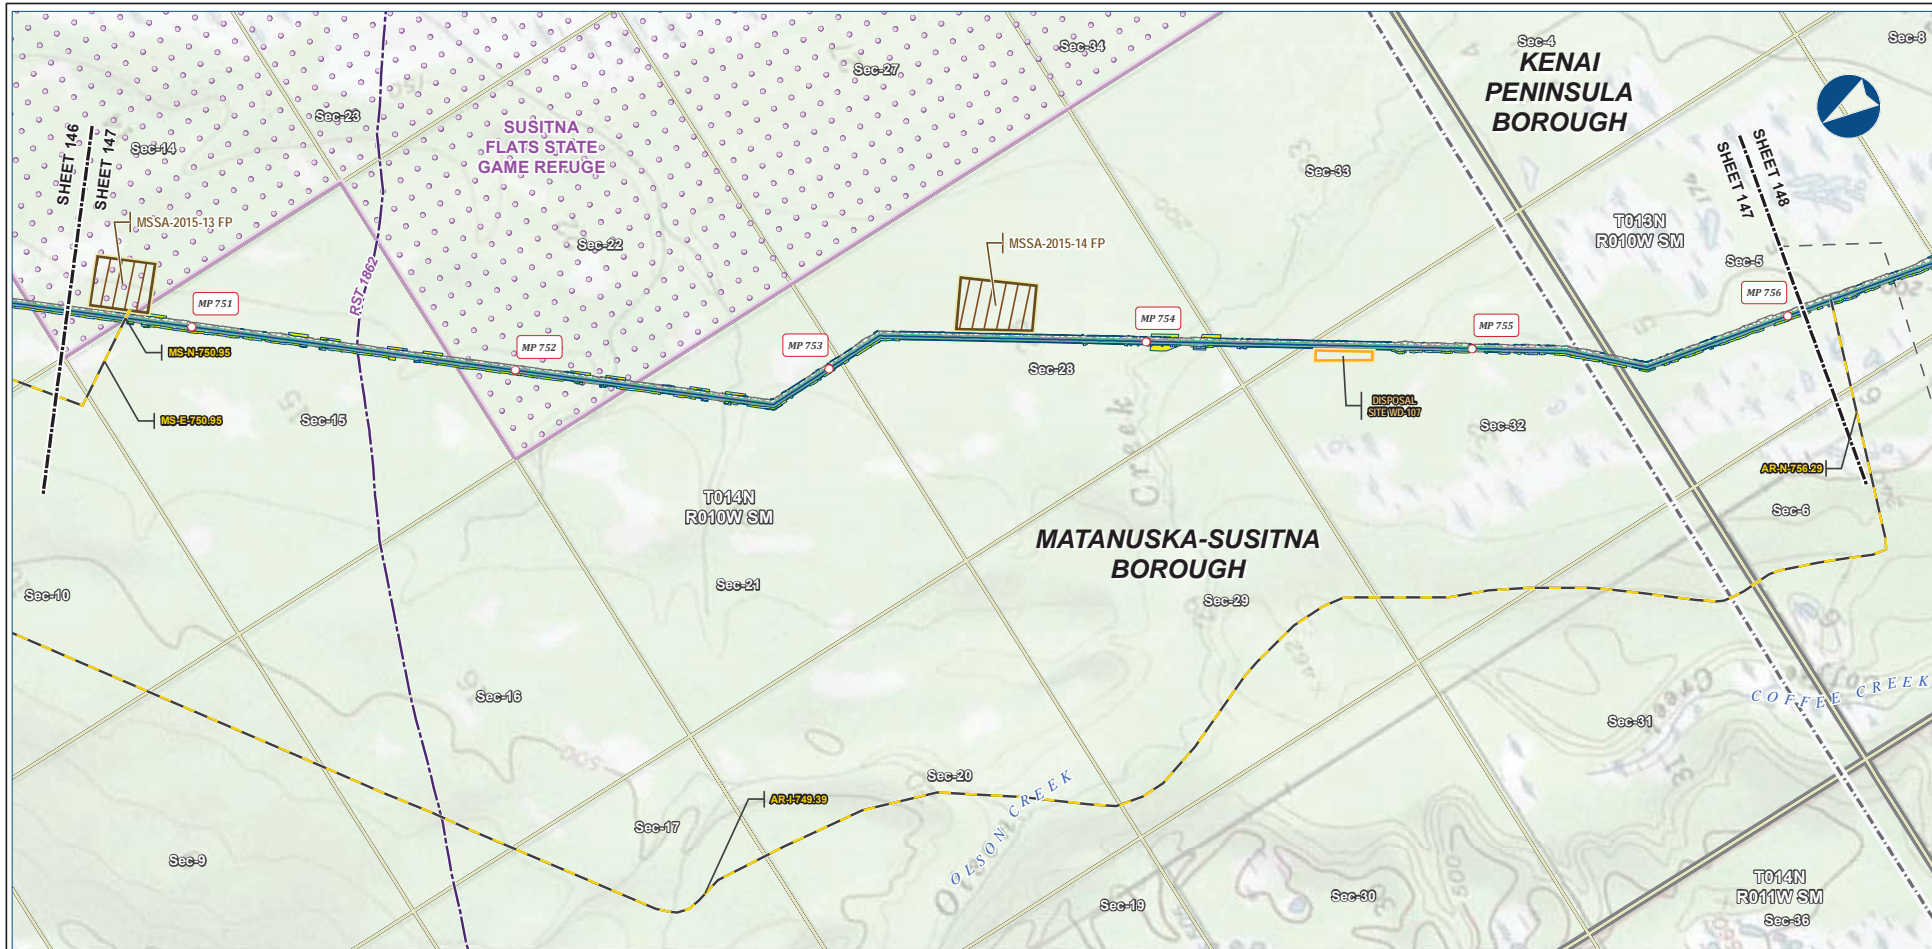 Sec-4
KENAI
PENINSULA
BOROUGH
Sec-8
Sec-34
Sec-27
Sec-23
SUSITNA
FLATS STATE
GAME REFUGE
Sec-14
SHEET 146
SHEET 147
MSSA-2015-13 FP
Sec-22
RST-1862
MSSA-2015-14 FP
Sec-33
T013N
R010W SM
SHEET 148
SHEET 147
Sec-5
MP 751
MP 752
MP 753
MP 754
MP 755
MP 756
MS-N-750.95
MS-E-750.95
Sec-15
Sec-28
Creek
DISPOSAL
SITE WD-107
Sec-32
AR-N-756.29
Sec-6
T014N
R010W SM
MATANUSKA-SUSITNA
BOROUGH
Sec-10
Sec-21
Sec-29
Sec-16
COFFEE CREEK
Sec-31
31
Sec-20
AR-I-749.39
OLSON CREEK
Sec-17
Sec-9
Sec-19
Sec-30
500
500
T014N
R011W SM
Sec-36